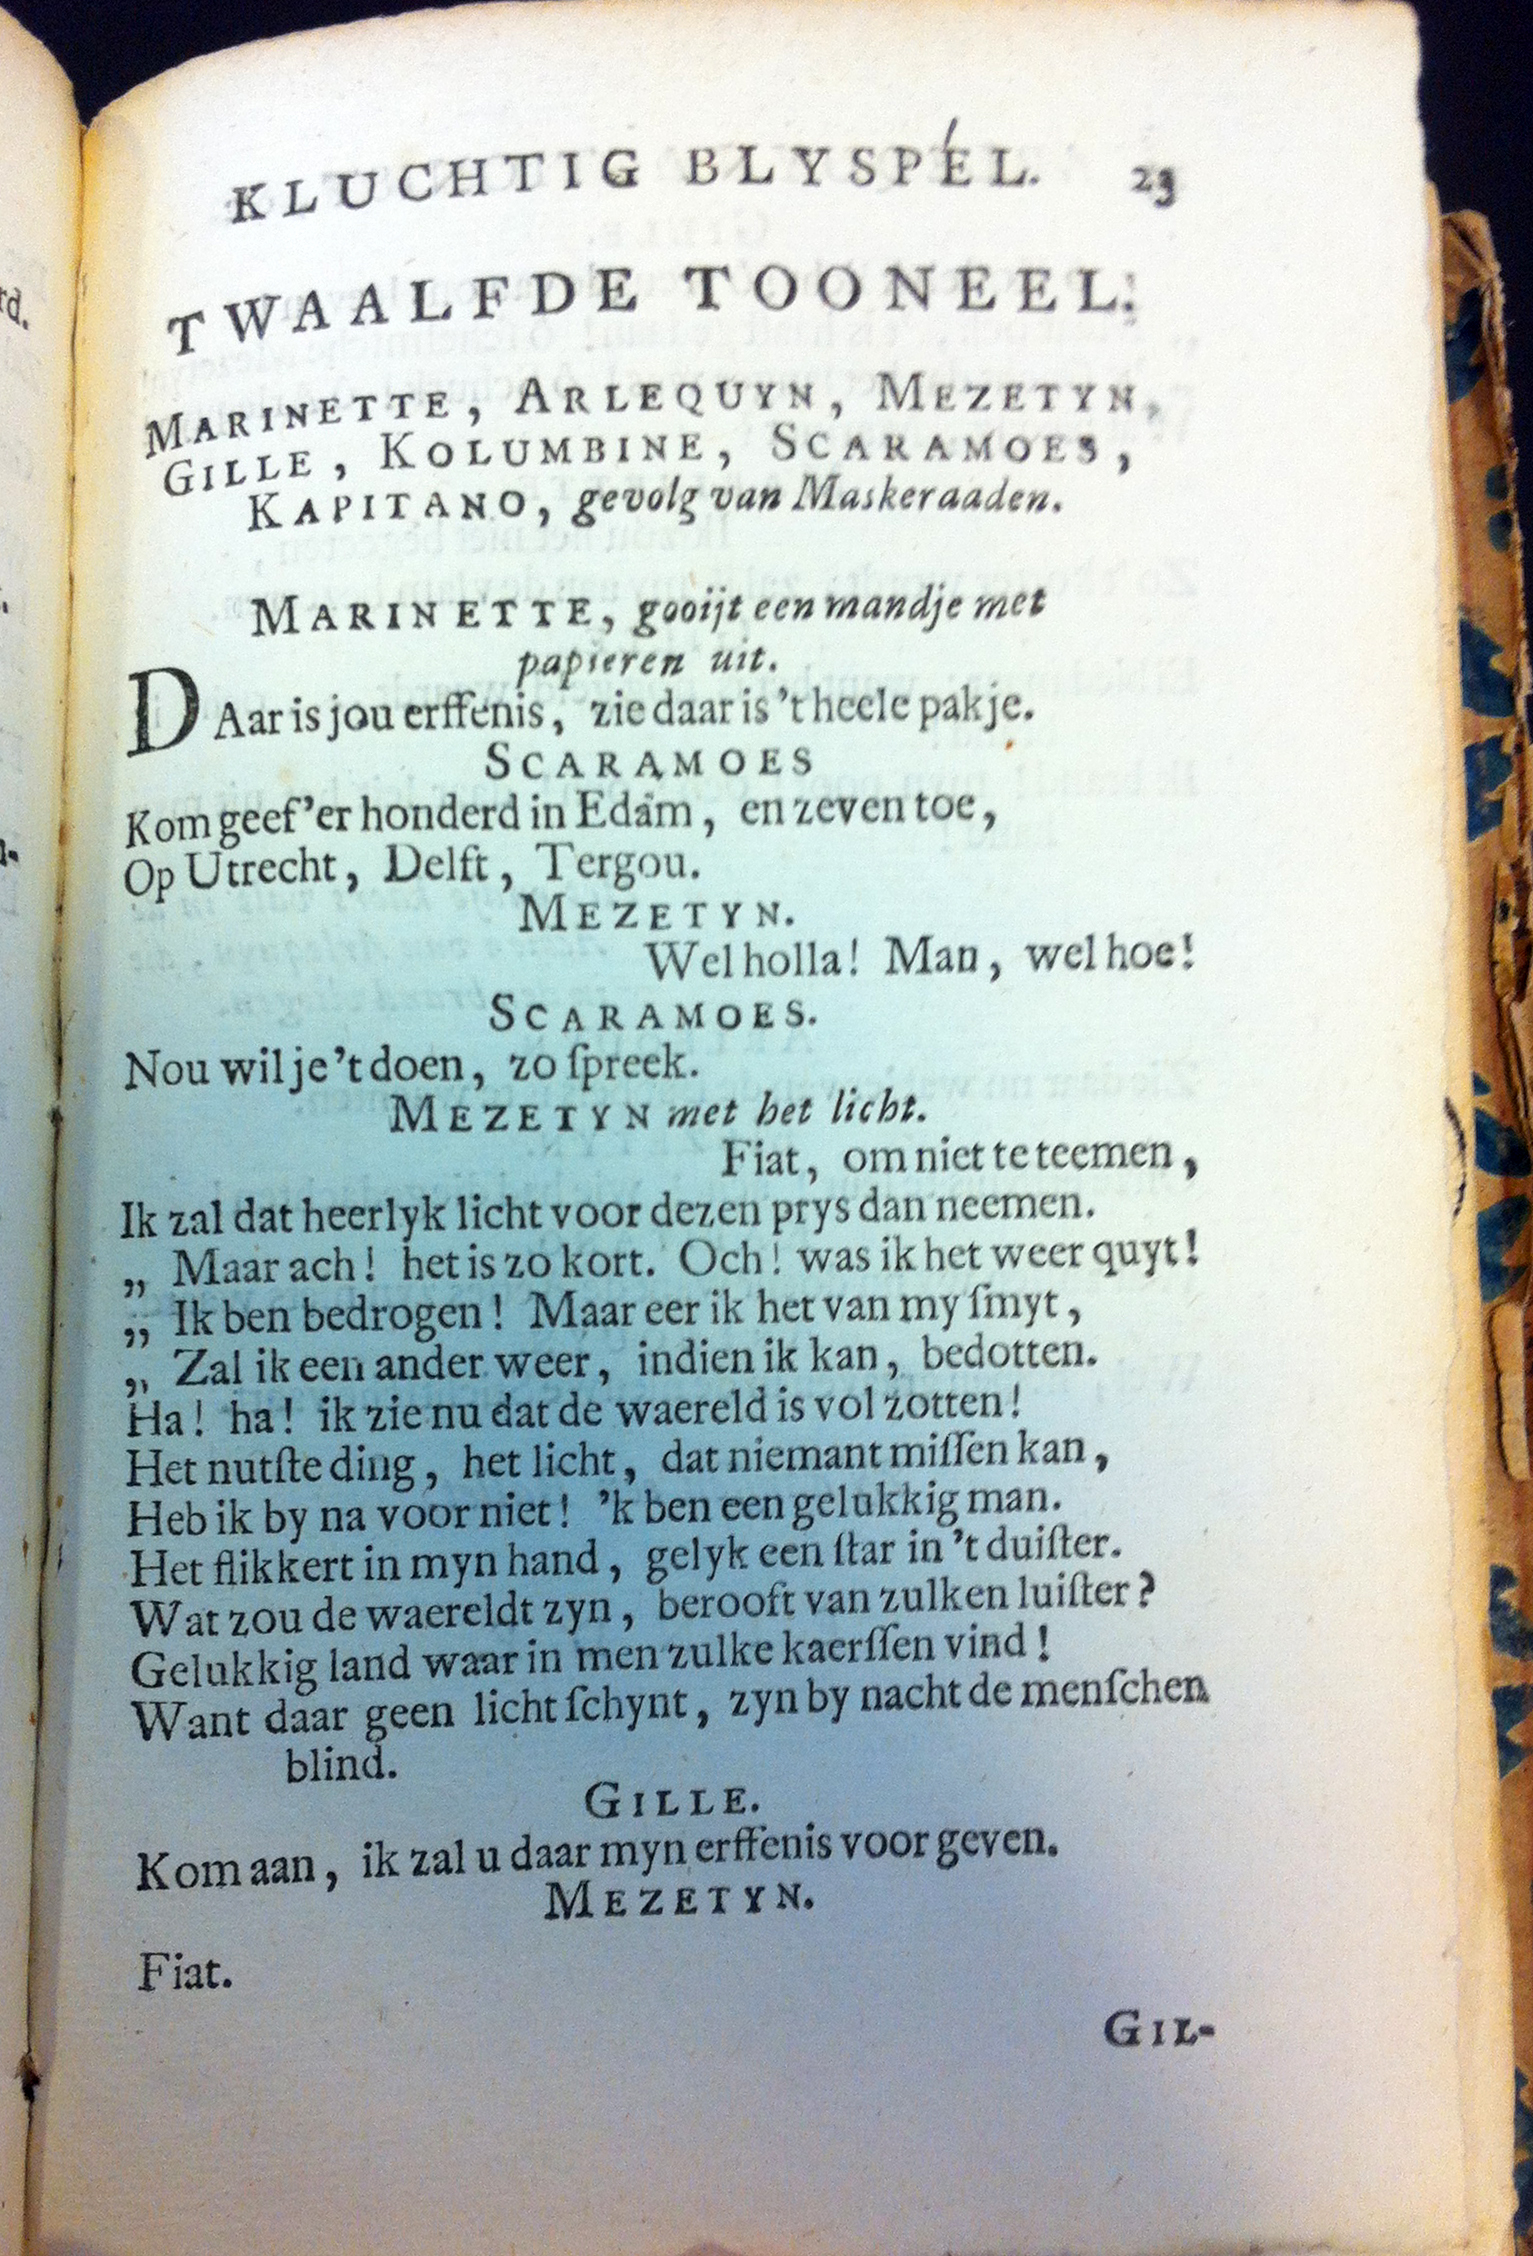 KLUCHTIG BLYSPÉL. 23
TWAALFDE TOONEEL.
MARINETTE, ARLEQUYN, MEZETYN,
GILLE, KOLUMBINE, SCARAMOES,
KAPITANO, gevolg van Maskeraaden.
MARINETTE, gooijt een mandje met
papieren uit.
DAar is jou erffenis, zie daar is 't heele pakje.
SCARAMOES
Kom geef 'er honderd in Edam, en zeven toe,
Op Utrecht, Delft, Tergou.
MEZETYN.
Wel holla! Man, wel hoe!
SCARAMOES.
Nou wil je 't doen, zo ſpreek.
MEZETYN met het licht.
Fiat, om niet te teemen,
Ik zal dat heerlyk licht voor dezen prys dan neemen.
„ Maar ach! het is zo kort. Och! was ik het weer quyt!
„ Ik ben bedrogen! Maar eer ik het van my ſmyt,
„ Zal ik een ander weer, indien ik kan, bedotten.
Ha! ha! ik zie nu dat de waereld is vol zotten!
Het nutſte ding, het licht, dat niemant miſſen kan,
Heb ik by na voor niet! 'k ben een gelukkig man.
Het flikkert in myn hand, gelyk een ſtar in 't duiſter.
Wat zou de waereldt zyn, berooft van zulken luiſter?
Gelukkig land waar in men zulke kaerſſen vind!
Want daar geen licht ſchynt, zyn by nacht de menſchen
blind.
GILLE.
Kom aan, ik zal u daar myn erffenis voor geven.
MEZETYN.
Fiat.
GIL-
rd.